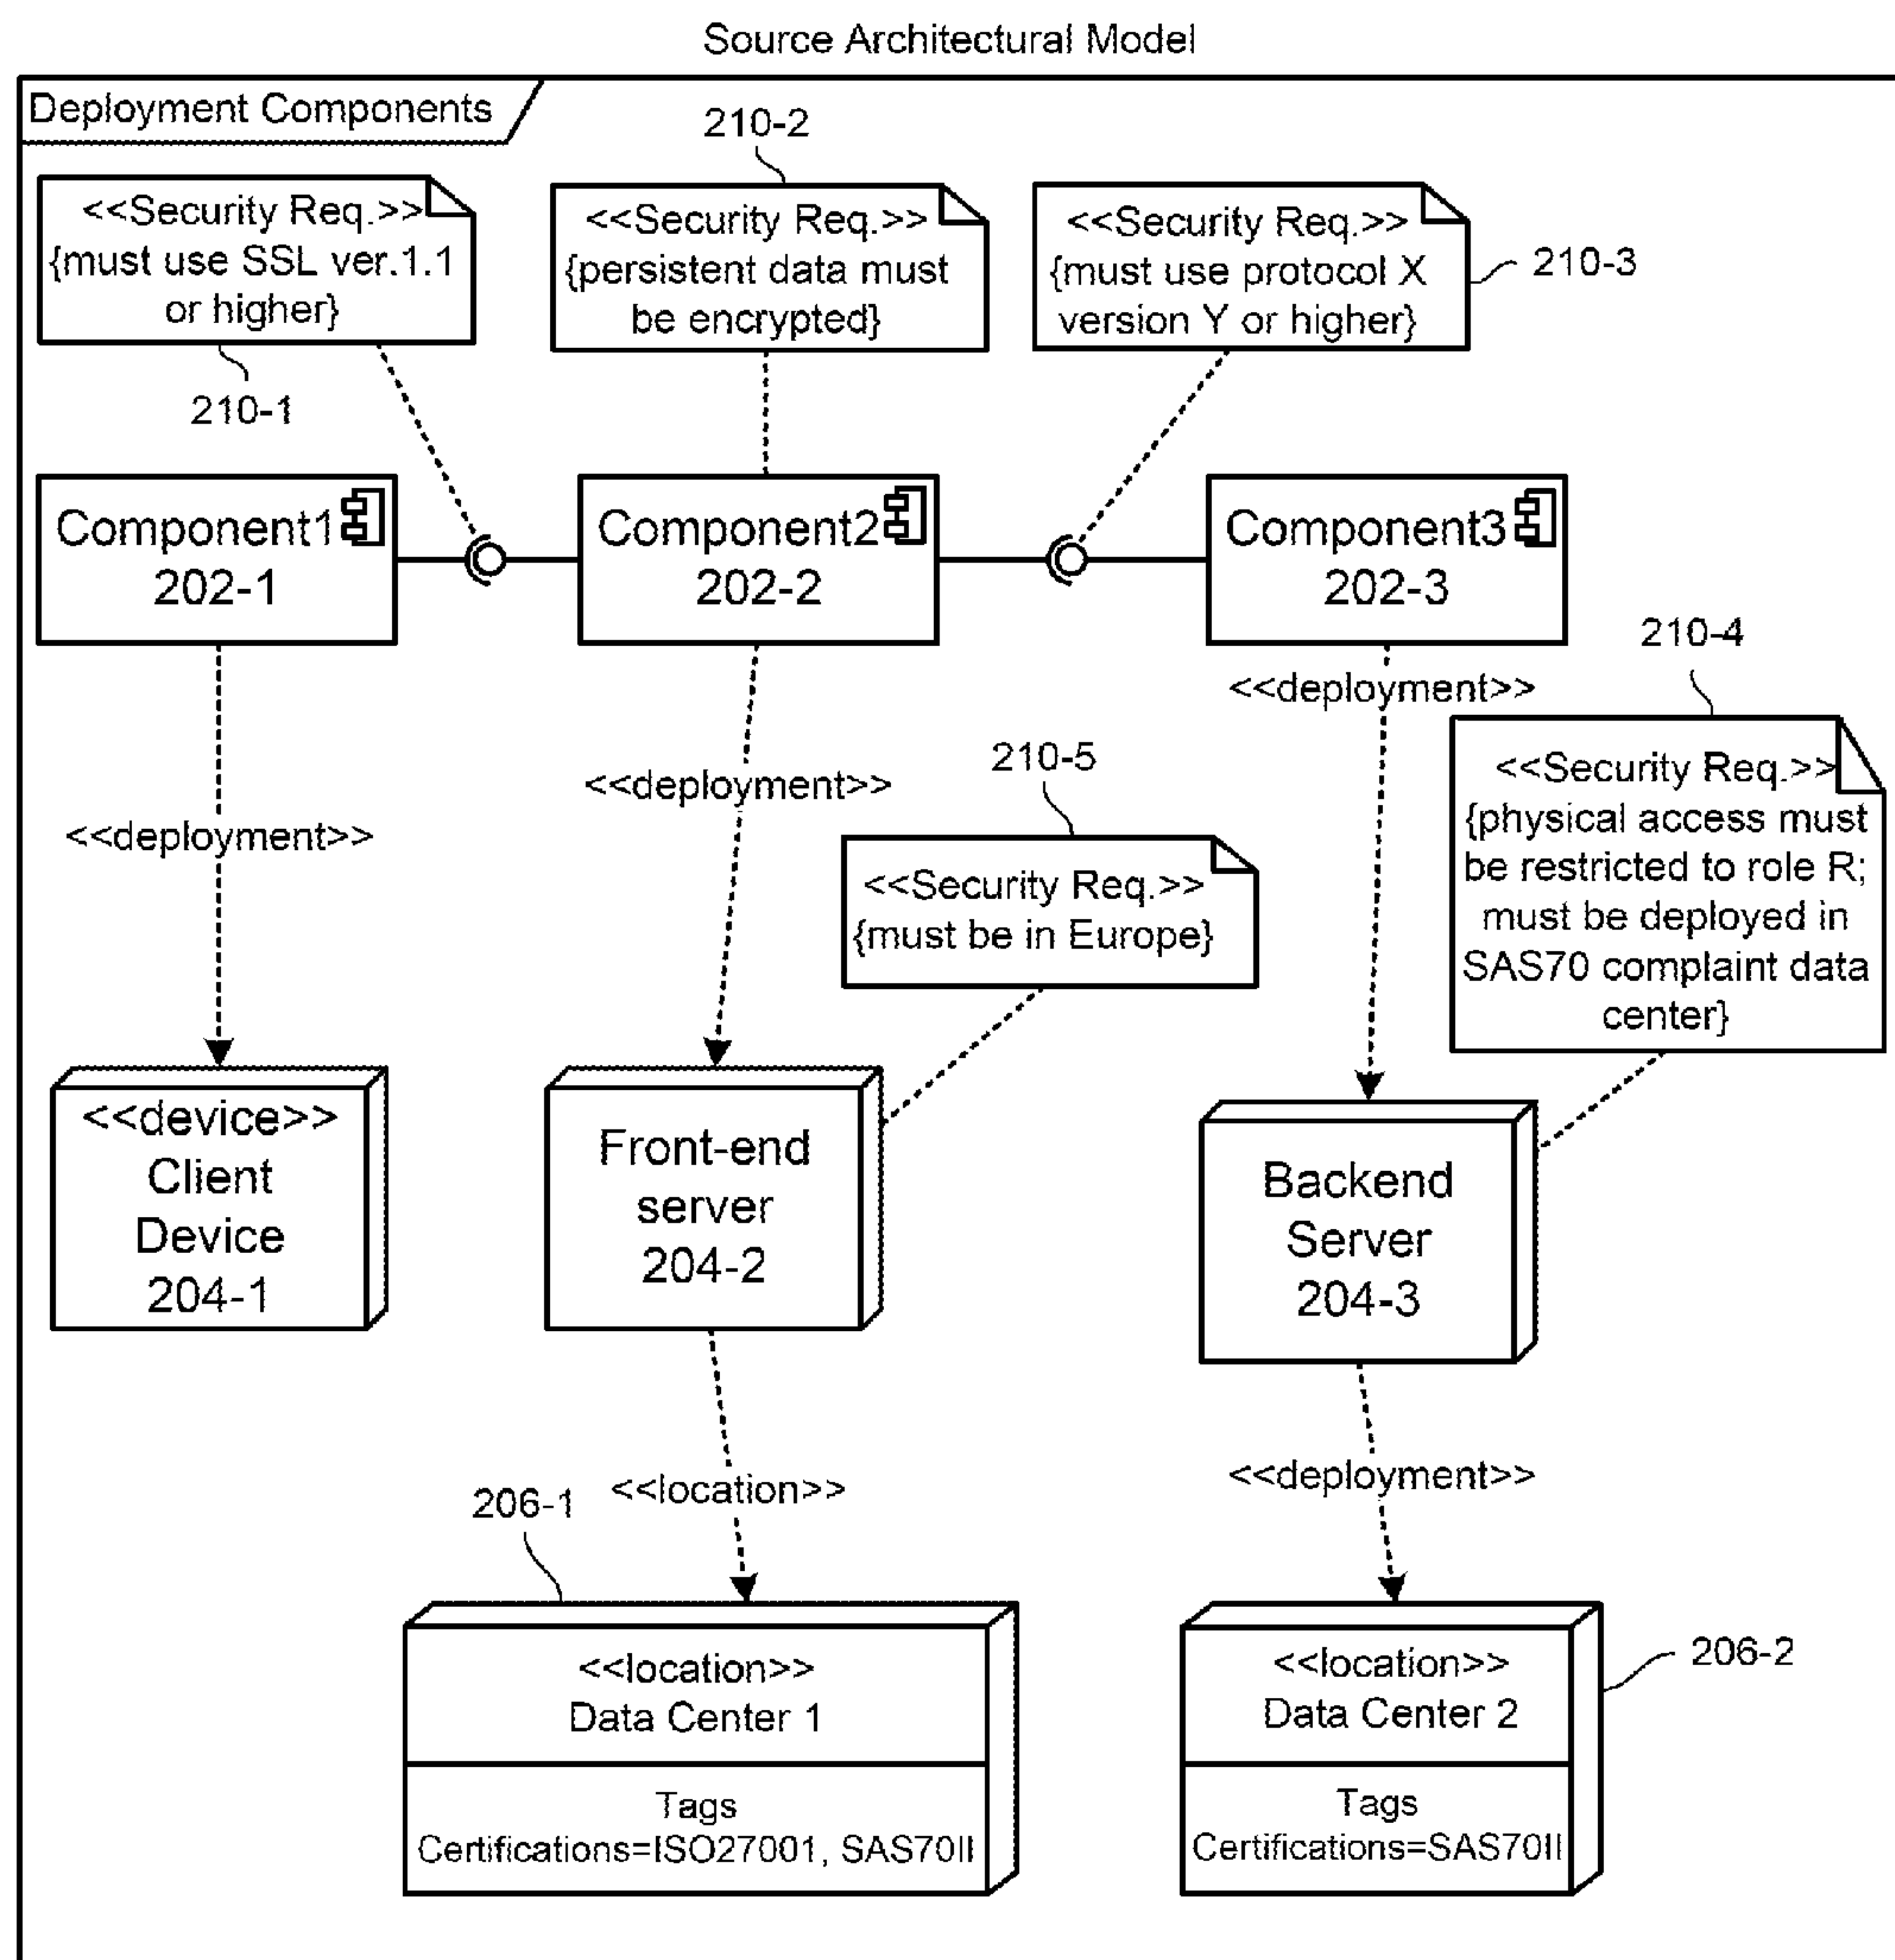 Source Architectural Model
Deployment Components
210-2
<<Security Req.>>
{must use SSL ver.1.1
or higher}
<<Security Req.>>
{persistent data must
be encrypted}
<<Security Req.>>
{must use protocol X
version Y or higher}
210-3
210-1
Component1
202-1
Component2
202-2
Component3
202-3
210-4
<<deployment>>
<<deployment>>
<<deployment>>
210-5
<<Security Req.>>
{must be in Europe}
<<Security Req.>>
{physical access must
be restricted to role R;
must be deployed in
SAS70 complaint data
center}
<<device>>
Client
Device
204-1
Front-end
server
204-2
Backend
Server
204-3
206-1
<<location>>
<<deployment>>
<<location>>
Data Center 1
Tags
Certifications=ISO27001, SAS70II
<<location>>
Data Center 2
Tags
Certifications=SAS70II
206-2